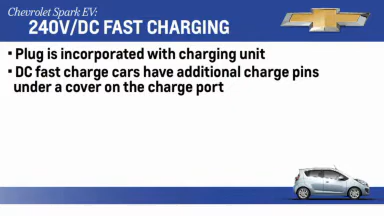 Chevrolet Spark EV:
240V/DC FAST CHARGING
• Plug is incorporated with charging unit
• DC fast charge cars have additional charge pins
under a cover on the charge port